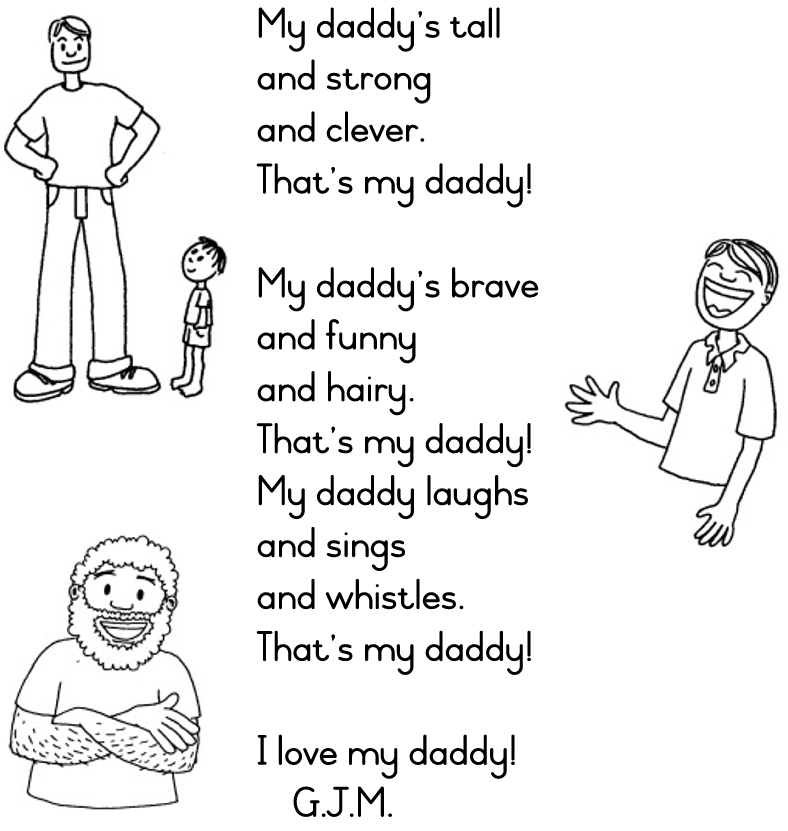 My daddy's tall
and strong
and clever.
That's my daddy!

My daddy's brave
and funny
and hairy.
That's my daddy!
My daddy laughs
and sings
and whistles.
That's my daddy!

I love my daddy!
G.J.M.